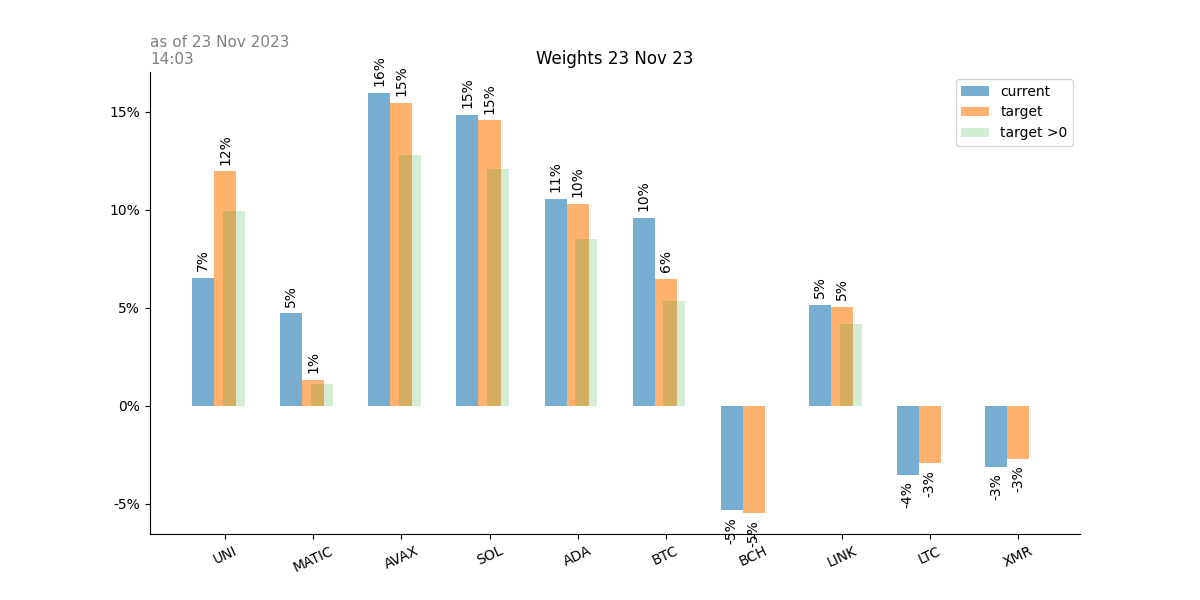 as of 23 Nov 2023
14:03
Weights 23 Nov 23
current
target
target >0
15%
10%
5%
0%
-5%
7%
12%
5%
1%
16%
15%
15%
15%
11%
10%
10%
6%
-5%
-5%
5%
5%
-4%
-3%
-3%
-3%
UNI
MATIC
AVAX
SOL
ADA
BTC
BCH
LINK
LTC
XMR